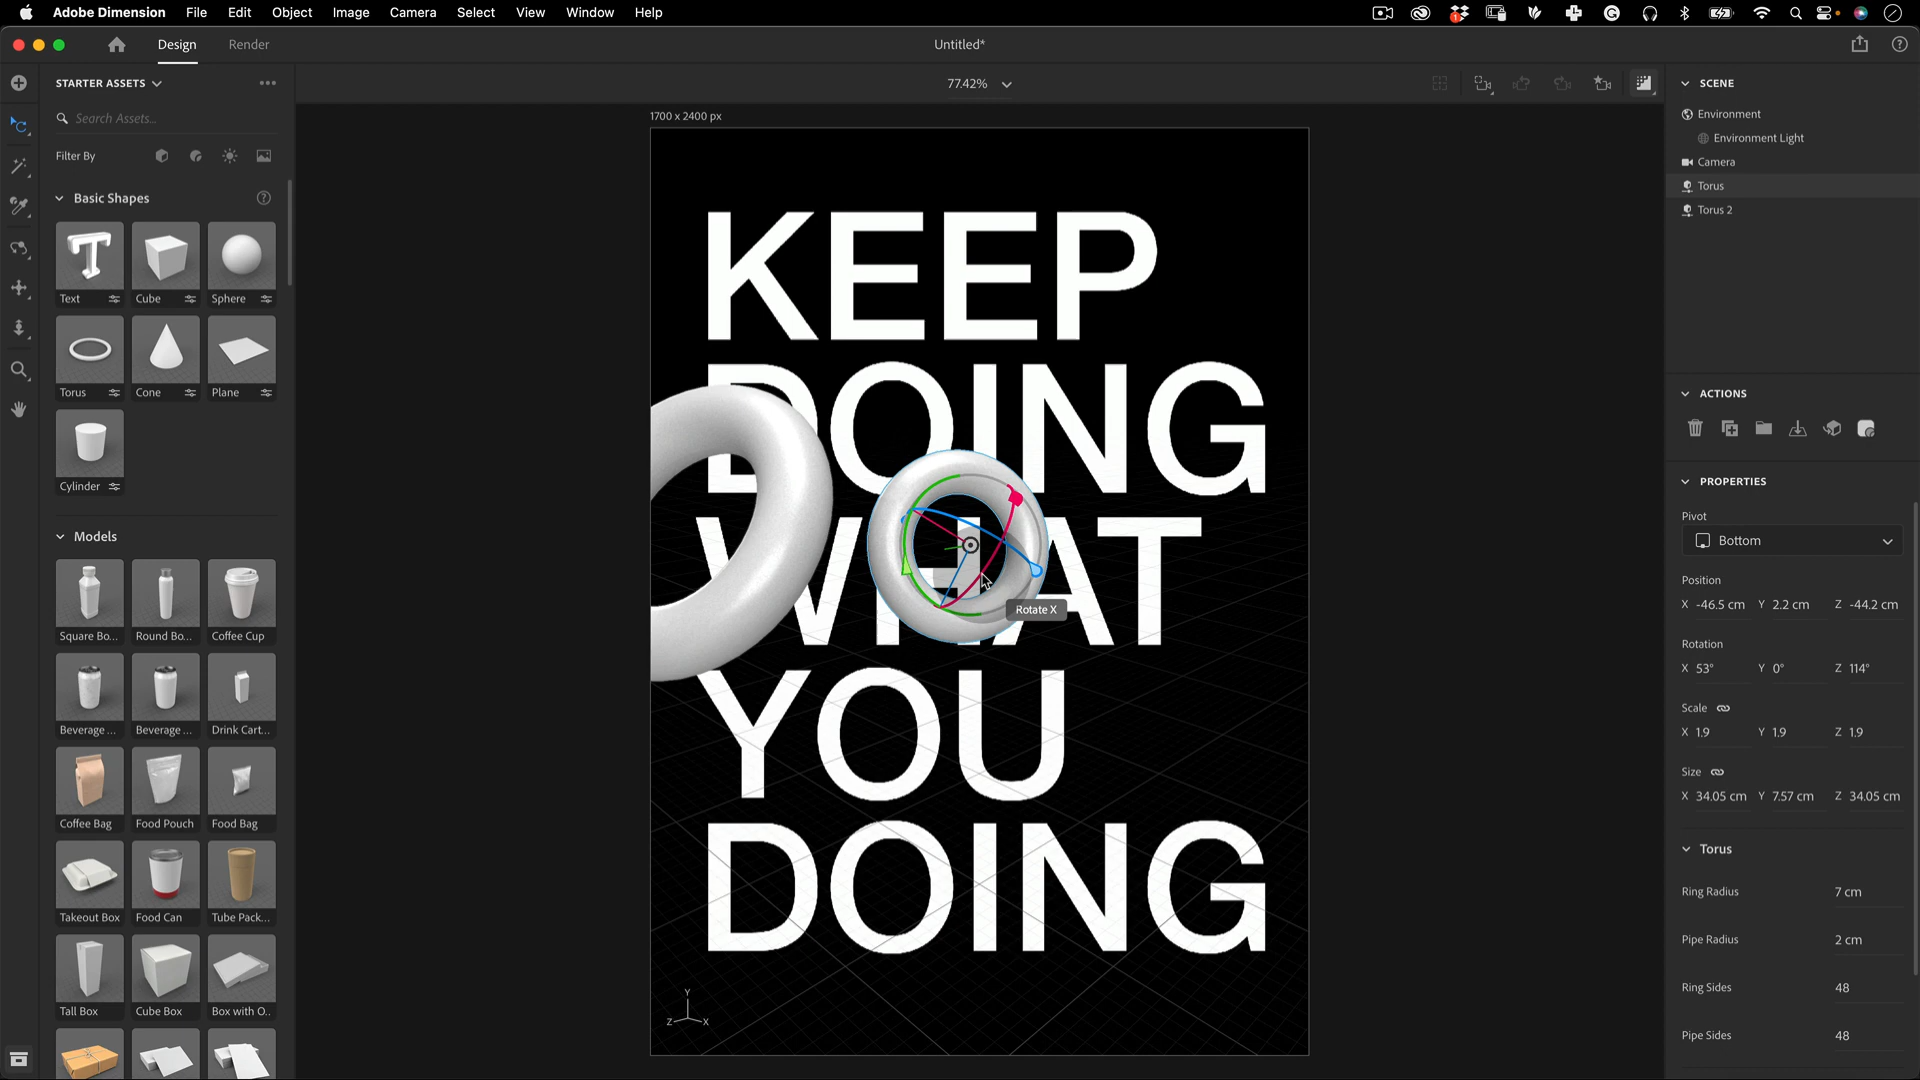 Adobe Dimension File Edit Object Image Camera Select View Window Help
1
Design Render Untitled*
STARTER ASSETS
Search Assets...
Filter By
Basic Shapes
Text Cube Sphere
Torus Cone Plane
Cylinder
Models
Square Bo... Round Bo... Coffee Cup
Beverage ... Beverage ... Drink Cart...
Coffee Bag Food Pouch Food Bag
Takeout Box Food Can Tube Pack...
Tall Box Cube Box Box with O..
77.42%
1700 x 2400 px
KEEP
DOING
WHAT
YOU
DOING
Rotate X
Y
Z X
SCENE
Environment
Environment Light
Camera
Torus
Torus 2
ACTIONS
PROPERTIES
Pivot
Bottom
Position
X -46.5 cm Y 2.2 cm Z -44.2 cm
Rotation
X 53° Y 0° Z 114°
Scale
X 1.9 Y 1.9 Z 1.9
Size
X 34.05 cm Y 7.57 cm Z 34.05 cm
Torus
Ring Radius 7 cm
Pipe Radius 2 cm
Ring Sides 48
Pipe Sides 48